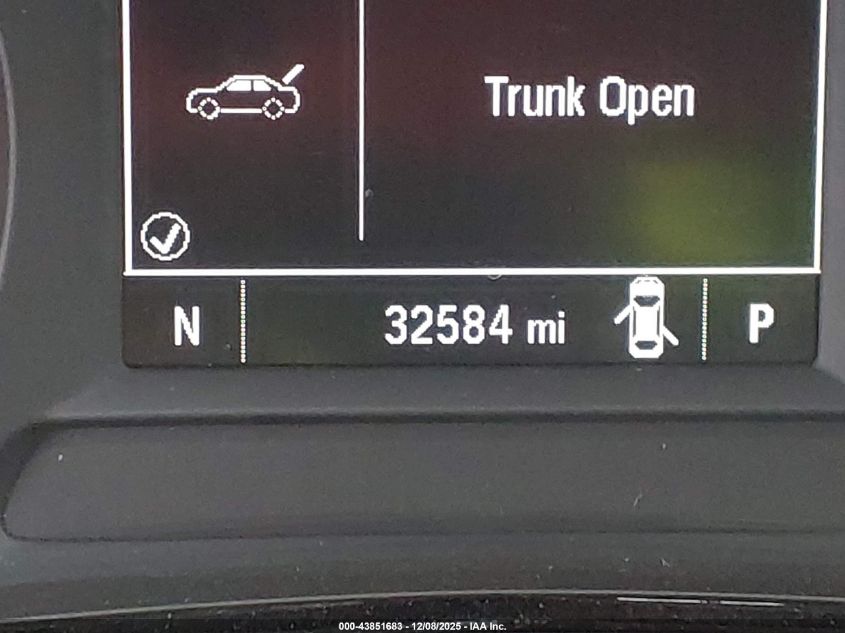 Trunk Open
N 32584 mi P
000-43851683 - 12/08/2025 - IAA Inc.